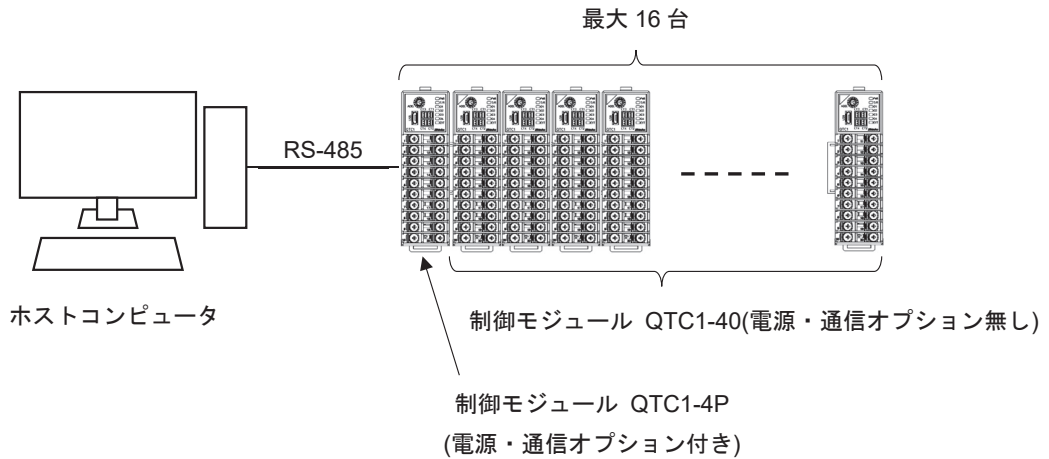 最大 16 台
RS-485
ホストコンピュータ
制御モジュール QTC1-40(電源・通信オプション無し)
制御モジュール QTC1-4P
(電源・通信オプション付き)